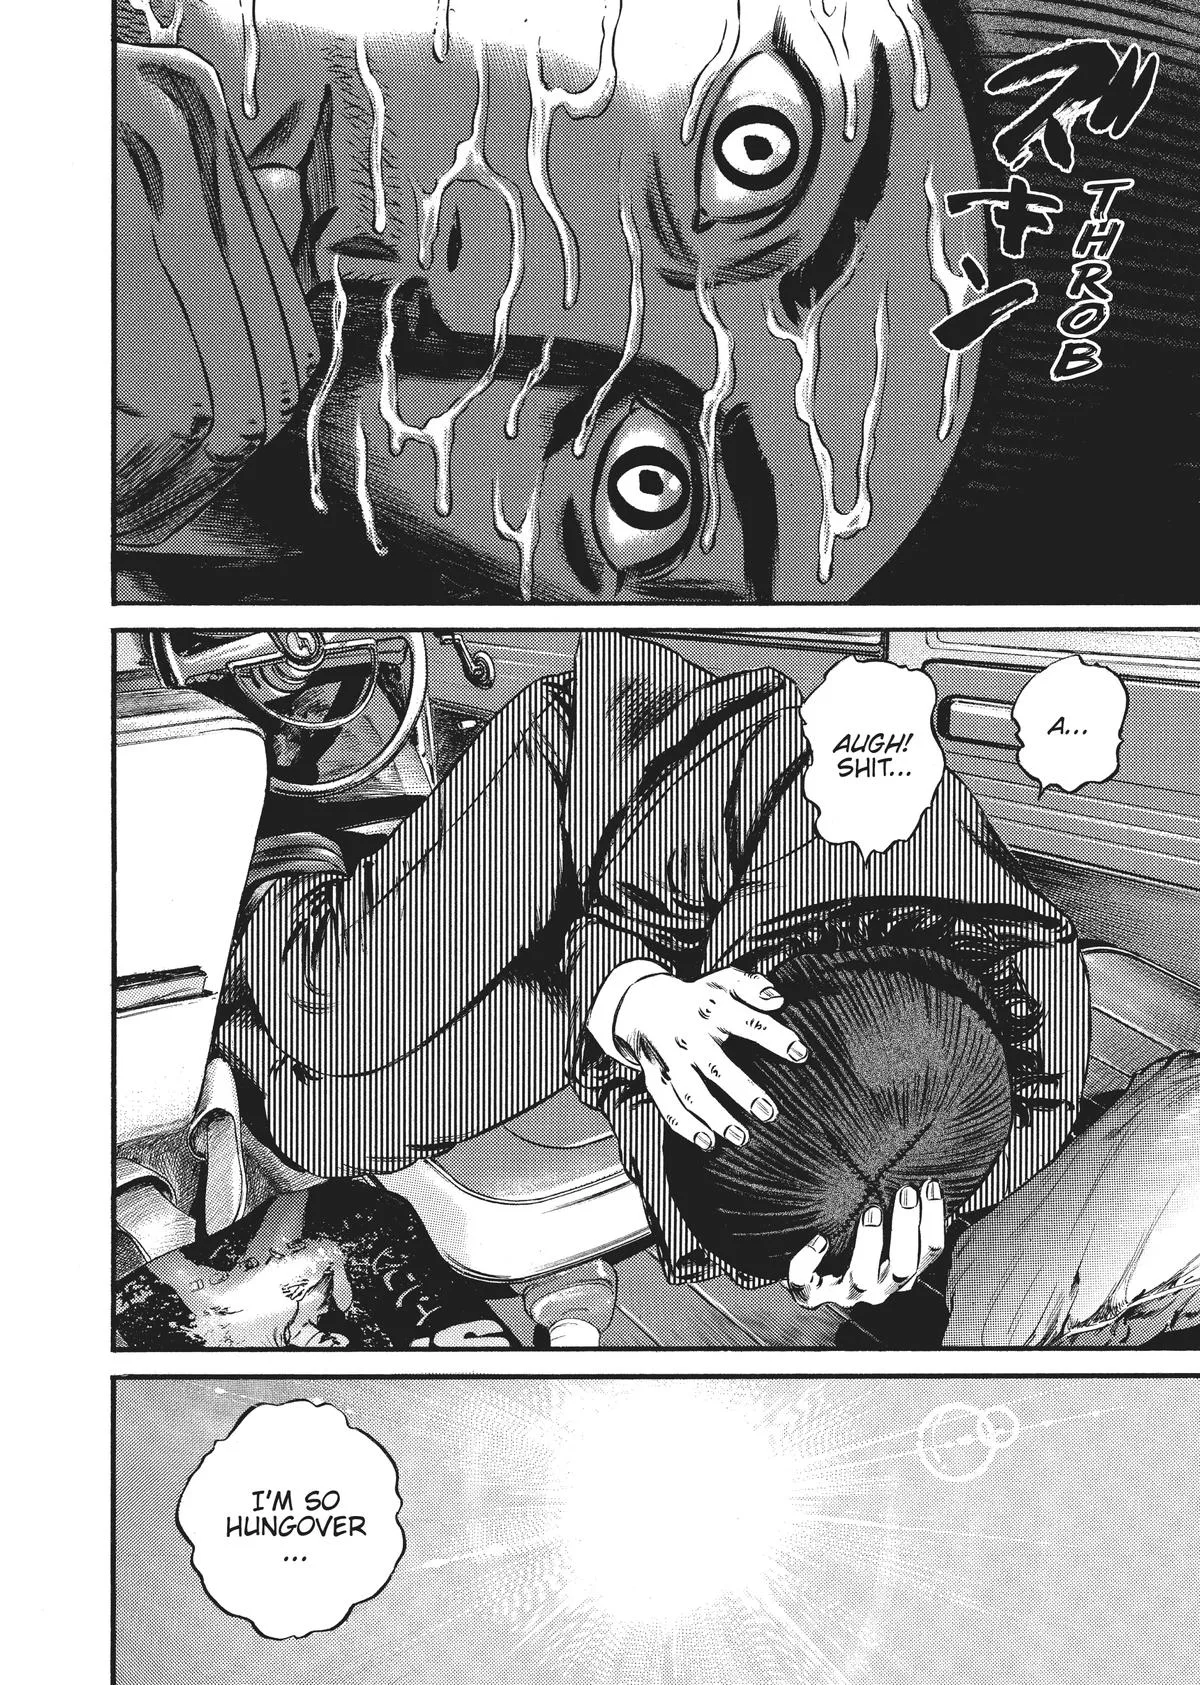 ズキン
THROB
A...
AUGH!
SHIT...
I'M SO
HUNGOVER
...